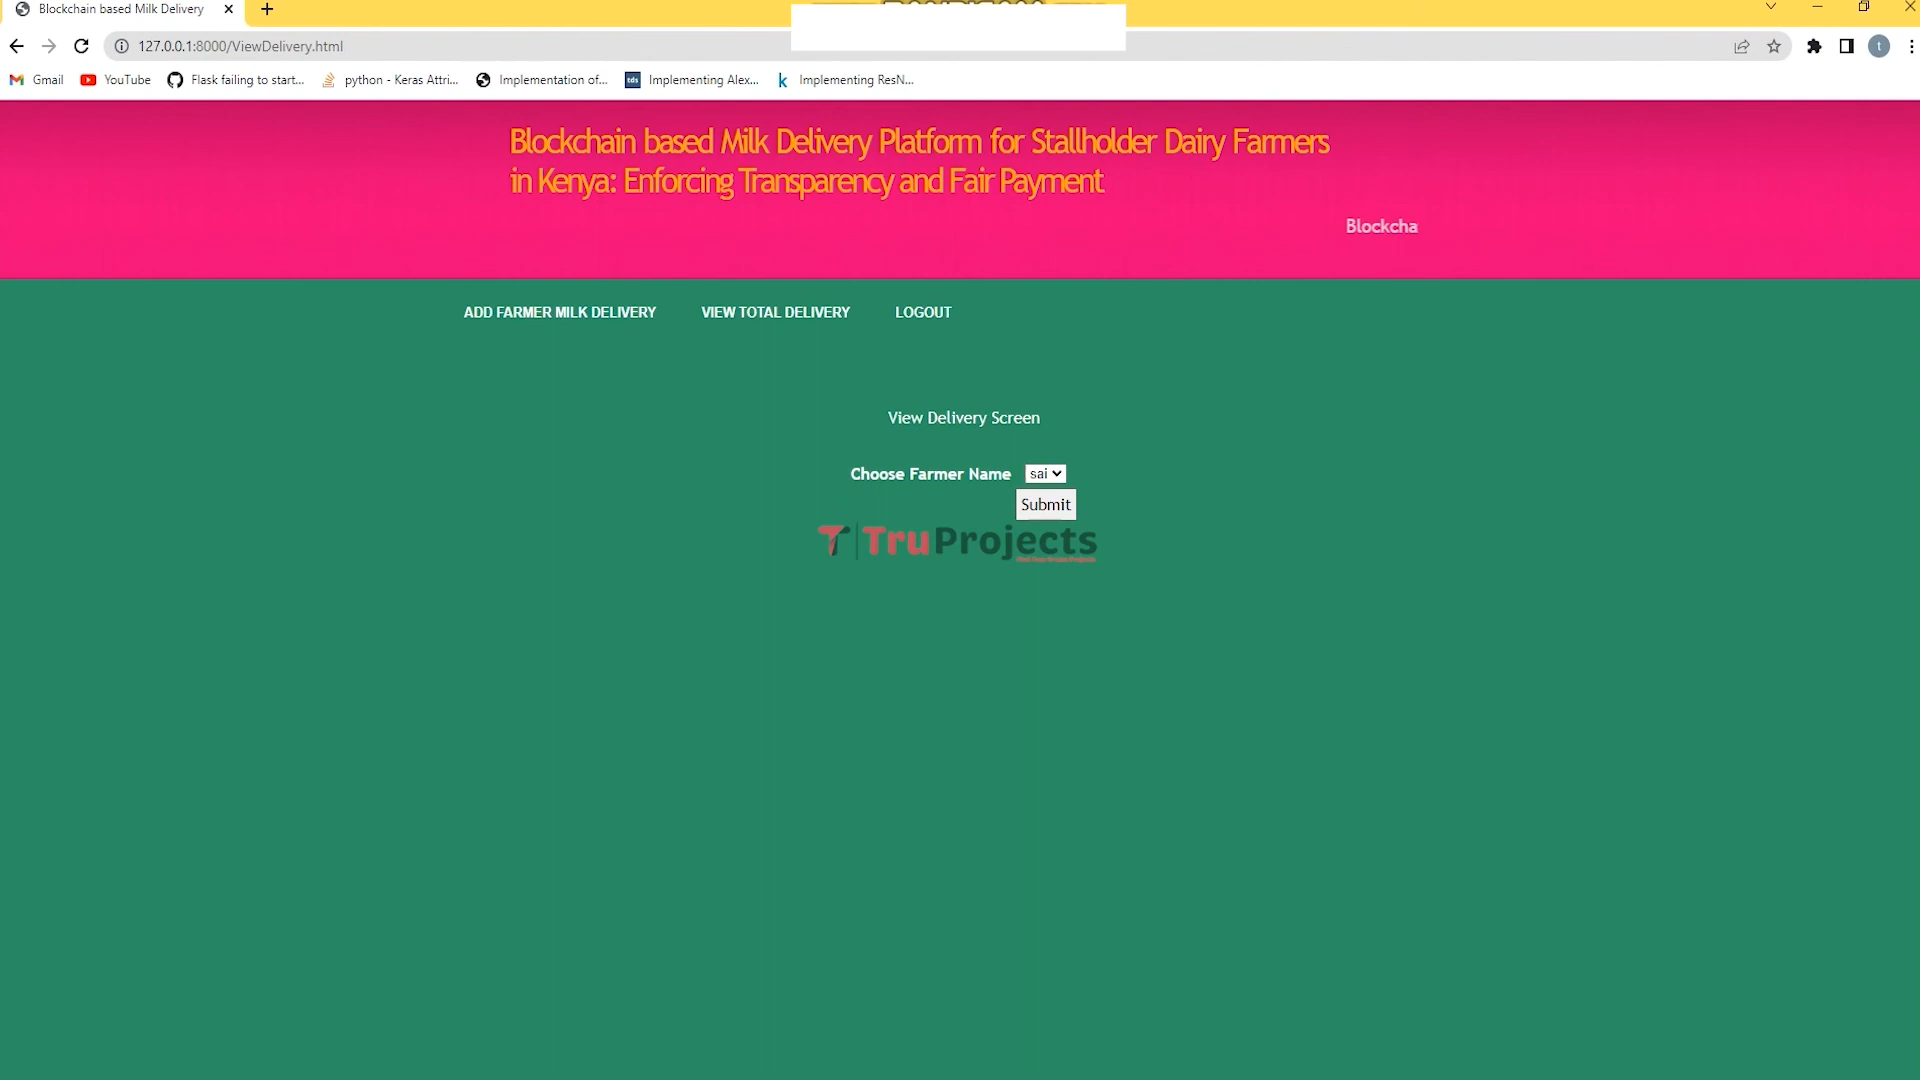 Blockchain based Milk Delivery
127.0.0.1:8000/ViewDelivery.html
t
Gmail
YouTube
Flask failing to start...
python - Keras Attri...
Implementation of...
tds
Implementing Alex...
k
Implementing ResN...
Blockchain based Milk Delivery Platform for Stallholder Dairy Farmers
in Kenya: Enforcing Transparency and Fair Payment
Blockcha
ADD FARMER MILK DELIVERY
VIEW TOTAL DELIVERY
LOGOUT
View Delivery Screen
Choose Farmer Name
sai
Submit
T TruProjects